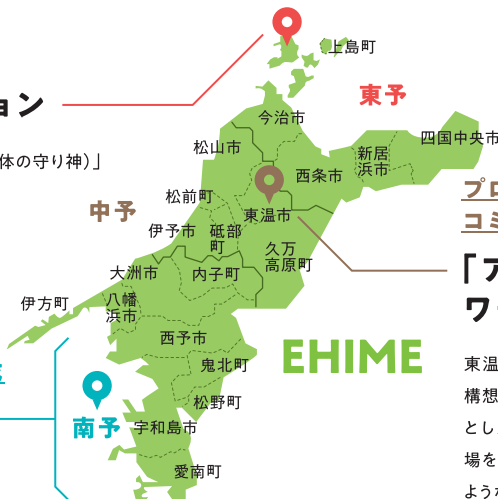 上島町
東予
ョン
今治市
四国中央市
体の守り神）」
松山市
新居
浜市
西条市
プロ
コミ
松前町
中予
東温市
伊予市
砥部
町
久万
高原町
「ア
ワー
大洲市
内子町
伊方町
八幡
浜市
西予市
EHIME
鬼北町
東温
構想
松野町
南予
宇和島市
とし
場を
愛南町
ような